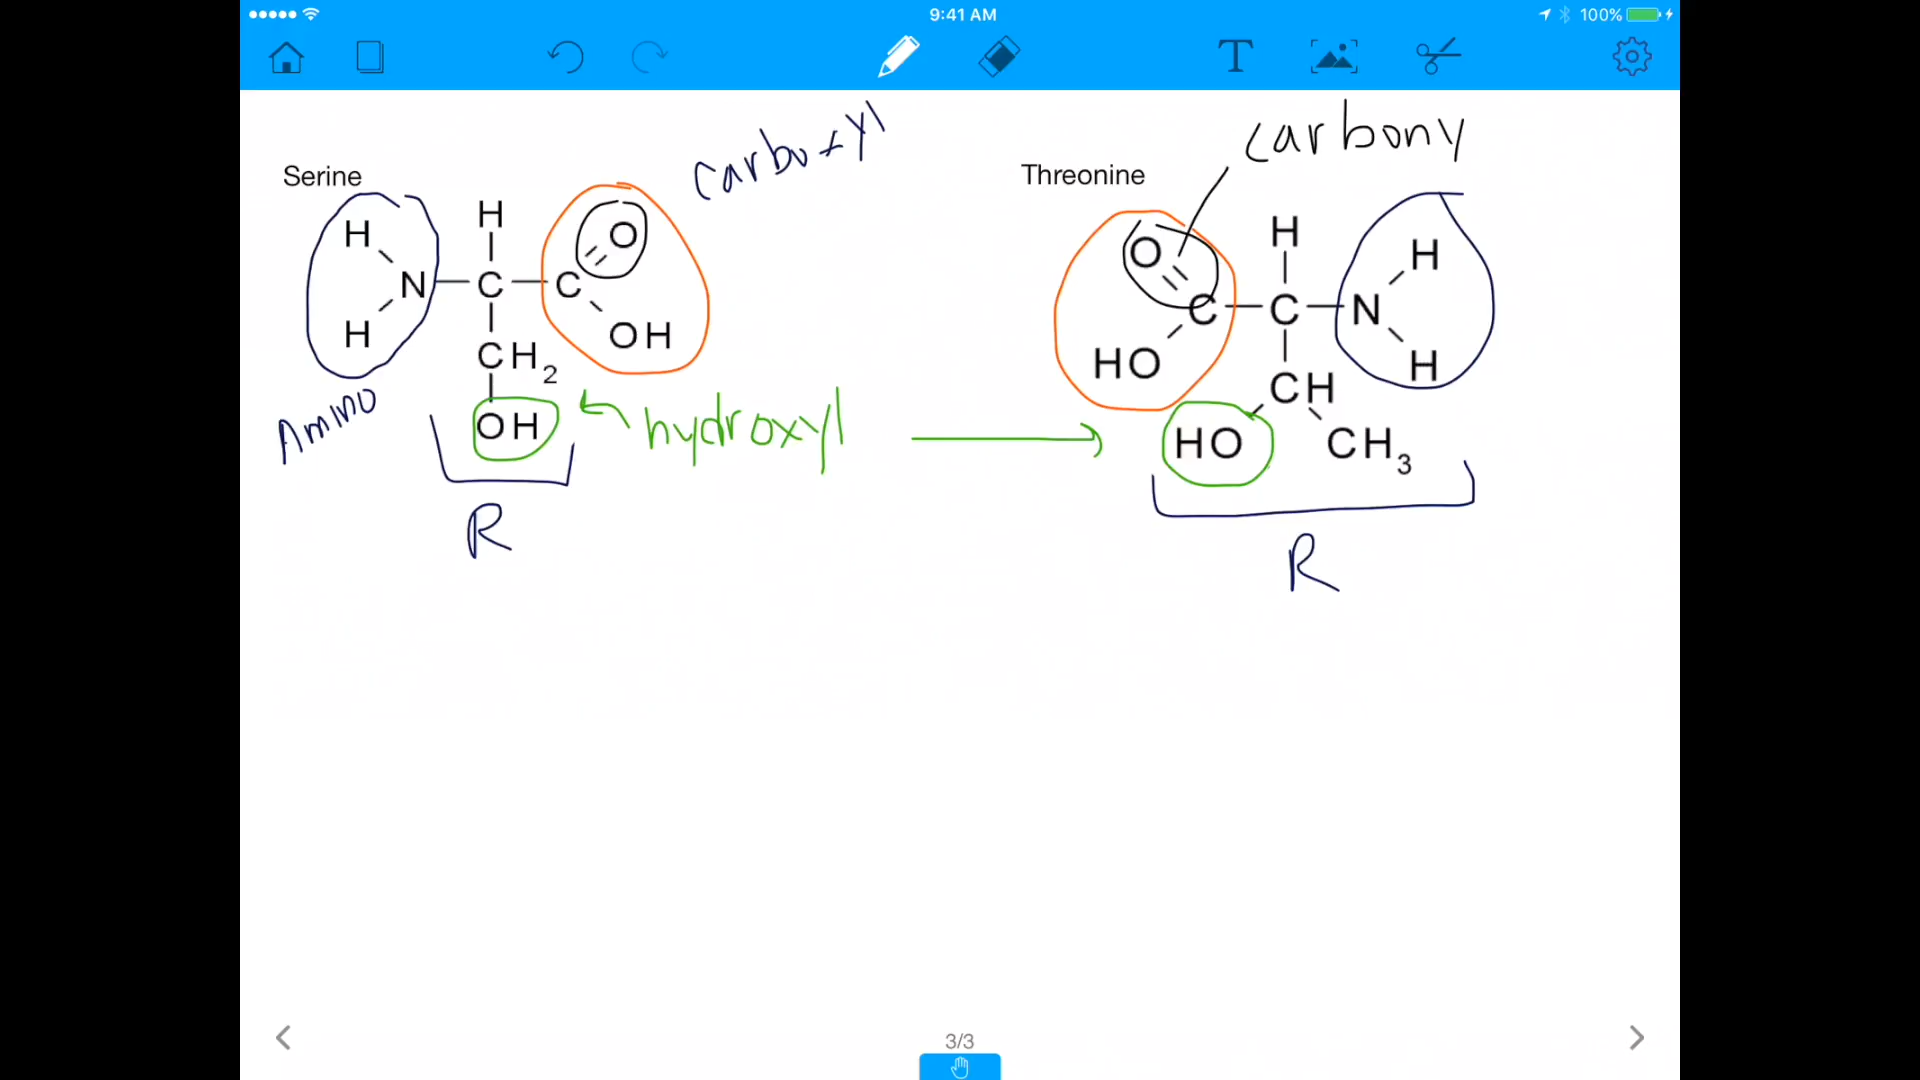 9:41 AM
100%
T
carboxyl
carbony
Serine
Threonine
H
H
O
H
N
C
C
H
OH
CH2
OH
Amino
hydroxyl
R
O
H
H
C
C
N
HO
H
CH
HO
CH3
R
3/3